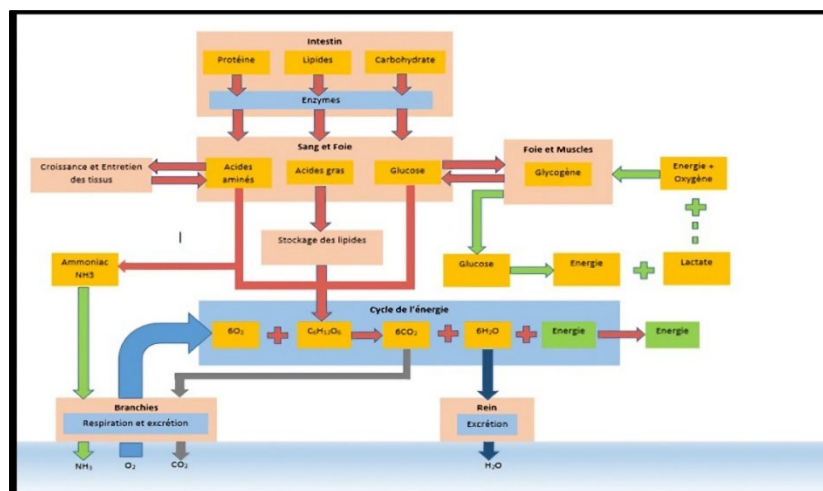 Intestin
Protéine Lipides Carbohydrate
Enzymes
Sang et Foie
Foie et Muscles
Croissance et Entretien
des tissus
Acides
aminés
Acides gras
Glucose
Glycogène
Energie +
Oxygène
Stockage des lipides
Ammoniac
NH3
Glucose
Energie
Lactate
Cycle de l'énergie
6O₂ C₆H₁₂O₆ 6CO₂ 6H₂O Energie Energie
Branchies
Respiration et excrétion
Rein
Excrétion
NH₃ O₂ CO₂ H₂O